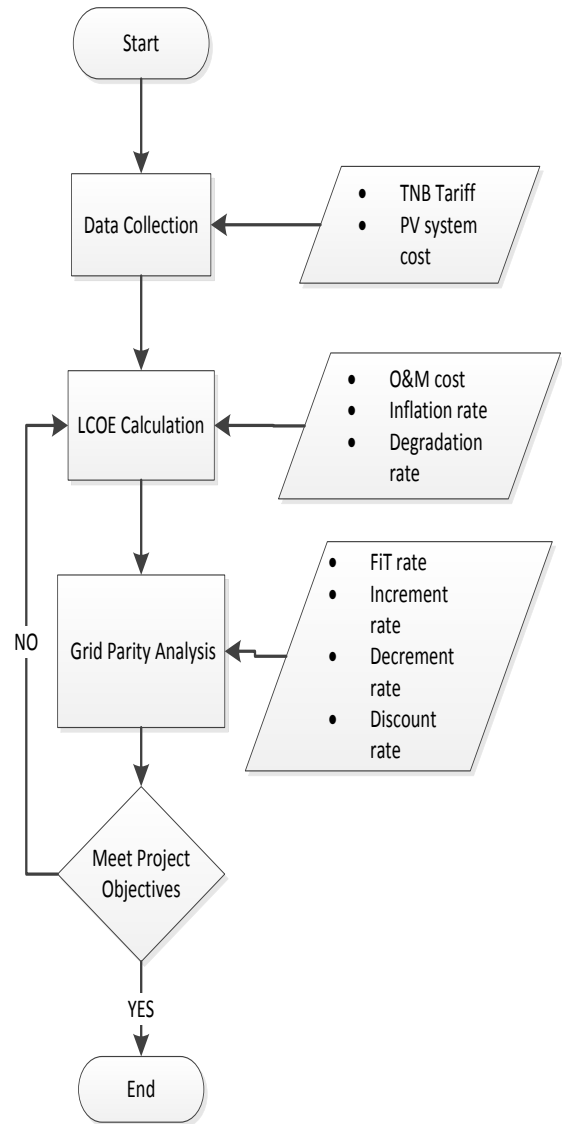 Start
Data Collection
• TNB Tariff
• PV system
cost
LCOE Calculation
• O&M cost
• Inflation rate
• Degradation
rate
Grid Parity Analysis
• FiT rate
• Increment
rate
• Decrement
rate
• Discount
rate
NO
Meet Project
Objectives
YES
End